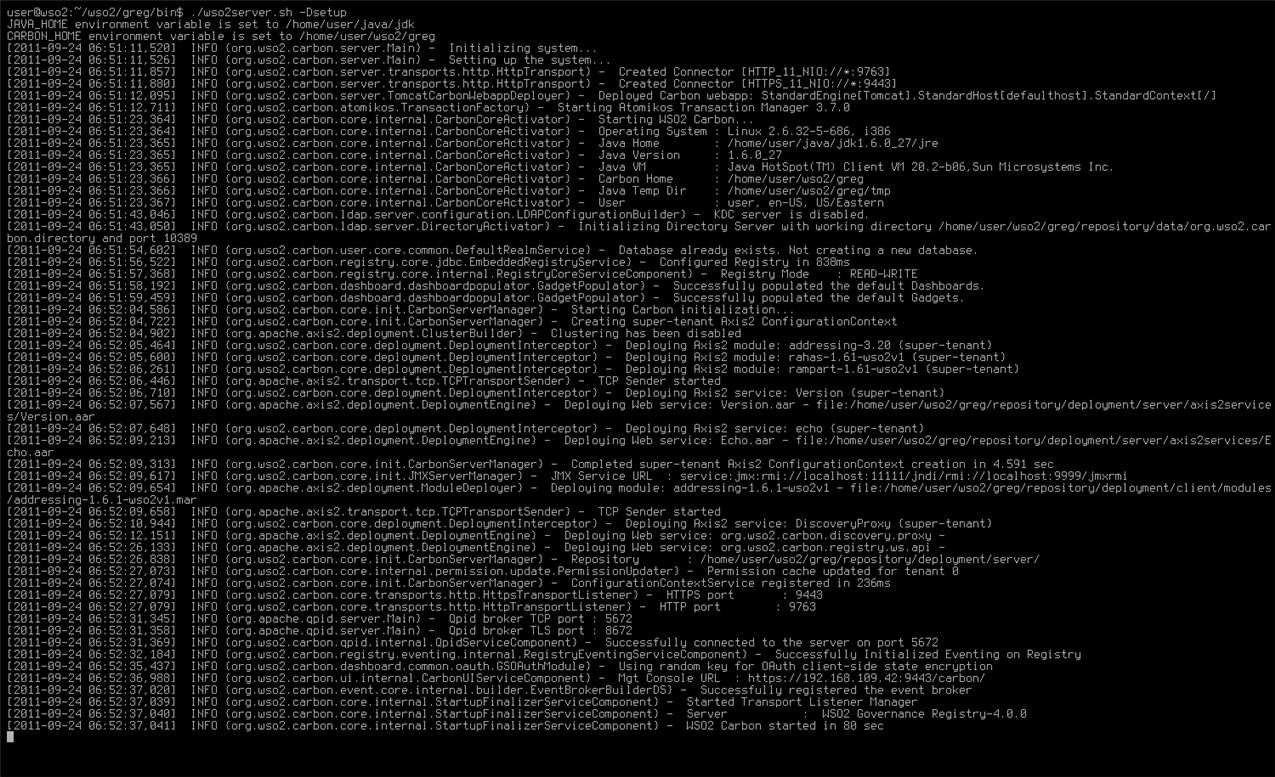 user@wso2:~/wso2/greg/bin$ ./wso2server.sh -Dsetup
JAVA_HOME environment variable is set to /home/user/java/jdk
CARBON_HOME environment variable is set to /home/user/wso2/greg
[2011-09-24 06:51:11,520]  INFO {org.wso2.carbon.server.Main} -  Initializing system...
[2011-09-24 06:51:11,526]  INFO {org.wso2.carbon.server.Main} -  Setting up the system...
[2011-09-24 06:51:11,857]  INFO {org.wso2.carbon.server.transports.http.HttpTransport} -  Created Connector [HTTP_11_NIO://*:9763]
[2011-09-24 06:51:11,880]  INFO {org.wso2.carbon.server.transports.http.HttpTransport} -  Created Connector [HTTPS_11_NIO://*:9443]
[2011-09-24 06:51:12,095]  INFO {org.wso2.carbon.server.TomcatCarbonWebappDeployer} -  Deployed Carbon webapp: StandardEngine[Tomcat].StandardHost[defaulthost].StandardContext[/]
[2011-09-24 06:51:12,711]  INFO {org.wso2.carbon.atomikos.TransactionFactory} -  Starting Atomikos Transaction Manager 3.7.0
[2011-09-24 06:51:23,364]  INFO {org.wso2.carbon.core.internal.CarbonCoreActivator} -  Starting WSO2 Carbon...
[2011-09-24 06:51:23,364]  INFO {org.wso2.carbon.core.internal.CarbonCoreActivator} -  Operating System : Linux 2.6.32-5-686, i386
[2011-09-24 06:51:23,365]  INFO {org.wso2.carbon.core.internal.CarbonCoreActivator} -  Java Home        : /home/user/java/jdk1.6.0_27/jre
[2011-09-24 06:51:23,365]  INFO {org.wso2.carbon.core.internal.CarbonCoreActivator} -  Java Version     : 1.6.0_27
[2011-09-24 06:51:23,365]  INFO {org.wso2.carbon.core.internal.CarbonCoreActivator} -  Java VM          : Java HotSpot(TM) Client VM 20.2-b06,Sun Microsystems Inc.
[2011-09-24 06:51:23,366]  INFO {org.wso2.carbon.core.internal.CarbonCoreActivator} -  Carbon Home      : /home/user/wso2/greg
[2011-09-24 06:51:23,366]  INFO {org.wso2.carbon.core.internal.CarbonCoreActivator} -  Java Temp Dir    : /home/user/wso2/greg/tmp
[2011-09-24 06:51:23,367]  INFO {org.wso2.carbon.core.internal.CarbonCoreActivator} -  User             : user, en-US, US/Eastern
[2011-09-24 06:51:43,046]  INFO {org.wso2.carbon.ldap.server.configuration.LDAPConfigurationBuilder} -  KDC server is disabled.
[2011-09-24 06:51:43,050]  INFO {org.wso2.carbon.ldap.server.DirectoryActivator} -  Initializing Directory Server with working directory /home/user/wso2/greg/repository/data/org.wso2.car
bon.directory and port 10389
[2011-09-24 06:51:54,602]  INFO {org.wso2.carbon.user.core.common.DefaultRealmService} -  Database already exists. Not creating a new database.
[2011-09-24 06:51:56,522]  INFO {org.wso2.carbon.registry.core.jdbc.EmbeddedRegistryService} -  Configured Registry in 838ms
[2011-09-24 06:51:57,368]  INFO {org.wso2.carbon.registry.core.internal.RegistryCoreServiceComponent} -  Registry Mode    : READ-WRITE
[2011-09-24 06:51:58,192]  INFO {org.wso2.carbon.dashboard.dashboardpopulator.GadgetPopulator} -  Successfully populated the default Dashboards.
[2011-09-24 06:51:59,459]  INFO {org.wso2.carbon.dashboard.dashboardpopulator.GadgetPopulator} -  Successfully populated the default Gadgets.
[2011-09-24 06:52:04,586]  INFO {org.wso2.carbon.core.init.CarbonServerManager} -  Starting Carbon initialization...
[2011-09-24 06:52:04,722]  INFO {org.wso2.carbon.core.init.CarbonServerManager} -  Creating super-tenant Axis2 ConfigurationContext
[2011-09-24 06:52:04,902]  INFO {org.apache.axis2.deployment.ClusterBuilder} -  Clustering has been disabled
[2011-09-24 06:52:05,464]  INFO {org.wso2.carbon.core.deployment.DeploymentInterceptor} -  Deploying Axis2 module: addressing-3.20 (super-tenant)
[2011-09-24 06:52:05,600]  INFO {org.wso2.carbon.core.deployment.DeploymentInterceptor} -  Deploying Axis2 module: rahas-1.61-wso2v1 (super-tenant)
[2011-09-24 06:52:06,261]  INFO {org.wso2.carbon.core.deployment.DeploymentInterceptor} -  Deploying Axis2 module: rampart-1.61-wso2v1 (super-tenant)
[2011-09-24 06:52:06,446]  INFO {org.apache.axis2.transport.tcp.TCPTransportSender} -  TCP Sender started
[2011-09-24 06:52:06,710]  INFO {org.wso2.carbon.core.deployment.DeploymentInterceptor} -  Deploying Axis2 service: Version (super-tenant)
[2011-09-24 06:52:07,567]  INFO {org.apache.axis2.deployment.DeploymentEngine} -  Deploying Web service: Version.aar - file:/home/user/wso2/greg/repository/deployment/server/axis2service
s/Version.aar
[2011-09-24 06:52:07,648]  INFO {org.wso2.carbon.core.deployment.DeploymentInterceptor} -  Deploying Axis2 service: echo (super-tenant)
[2011-09-24 06:52:09,213]  INFO {org.apache.axis2.deployment.DeploymentEngine} -  Deploying Web service: Echo.aar - file:/home/user/wso2/greg/repository/deployment/server/axis2services/E
cho.aar
[2011-09-24 06:52:09,313]  INFO {org.wso2.carbon.core.init.CarbonServerManager} -  Completed super-tenant Axis2 ConfigurationContext creation in 4.591 sec
[2011-09-24 06:52:09,617]  INFO {org.wso2.carbon.core.init.JMXServerManager} -  JMX Service URL  : service:jmx:rmi://localhost:11111/jndi/rmi://localhost:9999/jmxrmi
[2011-09-24 06:52:09,654]  INFO {org.apache.axis2.deployment.ModuleDeployer} -  Deploying module: addressing-1.6.1-wso2v1 - file:/home/user/wso2/greg/repository/deployment/client/modules
/addressing-1.6.1-wso2v1.mar
[2011-09-24 06:52:09,658]  INFO {org.apache.axis2.transport.tcp.TCPTransportSender} -  TCP Sender started
[2011-09-24 06:52:10,944]  INFO {org.wso2.carbon.core.deployment.DeploymentInterceptor} -  Deploying Axis2 service: DiscoveryProxy (super-tenant)
[2011-09-24 06:52:12,151]  INFO {org.apache.axis2.deployment.DeploymentEngine} -  Deploying Web service: org.wso2.carbon.discovery.proxy -
[2011-09-24 06:52:26,133]  INFO {org.apache.axis2.deployment.DeploymentEngine} -  Deploying Web service: org.wso2.carbon.registry.ws.api -
[2011-09-24 06:52:26,838]  INFO {org.wso2.carbon.core.init.CarbonServerManager} -  Repository       : /home/user/wso2/greg/repository/deployment/server/
[2011-09-24 06:52:27,073]  INFO {org.wso2.carbon.core.internal.permission.update.PermissionUpdater} -  Permission cache updated for tenant 0
[2011-09-24 06:52:27,074]  INFO {org.wso2.carbon.core.init.CarbonServerManager} -  ConfigurationContextService registered in 236ms
[2011-09-24 06:52:27,079]  INFO {org.wso2.carbon.core.transports.http.HttpsTransportListener} -  HTTPS port       : 9443
[2011-09-24 06:52:27,079]  INFO {org.wso2.carbon.core.transports.http.HttpTransportListener} -  HTTP port        : 9763
[2011-09-24 06:52:31,345]  INFO {org.apache.qpid.server.Main} -  Qpid broker TCP port : 5672
[2011-09-24 06:52:31,358]  INFO {org.apache.qpid.server.Main} -  Qpid broker TLS port : 8672
[2011-09-24 06:52:31,369]  INFO {org.wso2.carbon.qpid.internal.QpidServiceComponent} -  Successfully connected to the server on port 5672
[2011-09-24 06:52:32,184]  INFO {org.wso2.carbon.registry.eventing.internal.RegistryEventingServiceComponent} -  Successfully Initialized Eventing on Registry
[2011-09-24 06:52:35,437]  INFO {org.wso2.carbon.dashboard.common.oauth.GSOAuthModule} -  Using random key for OAuth client-side state encryption
[2011-09-24 06:52:36,988]  INFO {org.wso2.carbon.ui.internal.CarbonUIServiceComponent} -  Mgt Console URL  : https://192.168.109.42:9443/carbon/
[2011-09-24 06:52:37,020]  INFO {org.wso2.carbon.event.core.internal.builder.EventBrokerBuilderDS} -  Successfully registered the event broker
[2011-09-24 06:52:37,039]  INFO {org.wso2.carbon.core.internal.StartupFinalizerServiceComponent} -  Started Transport Listener Manager
[2011-09-24 06:52:37,040]  INFO {org.wso2.carbon.core.internal.StartupFinalizerServiceComponent} -  Server           :  WSO2 Governance Registry-4.0.0
[2011-09-24 06:52:37,041]  INFO {org.wso2.carbon.core.internal.StartupFinalizerServiceComponent} -  WSO2 Carbon started in 80 sec